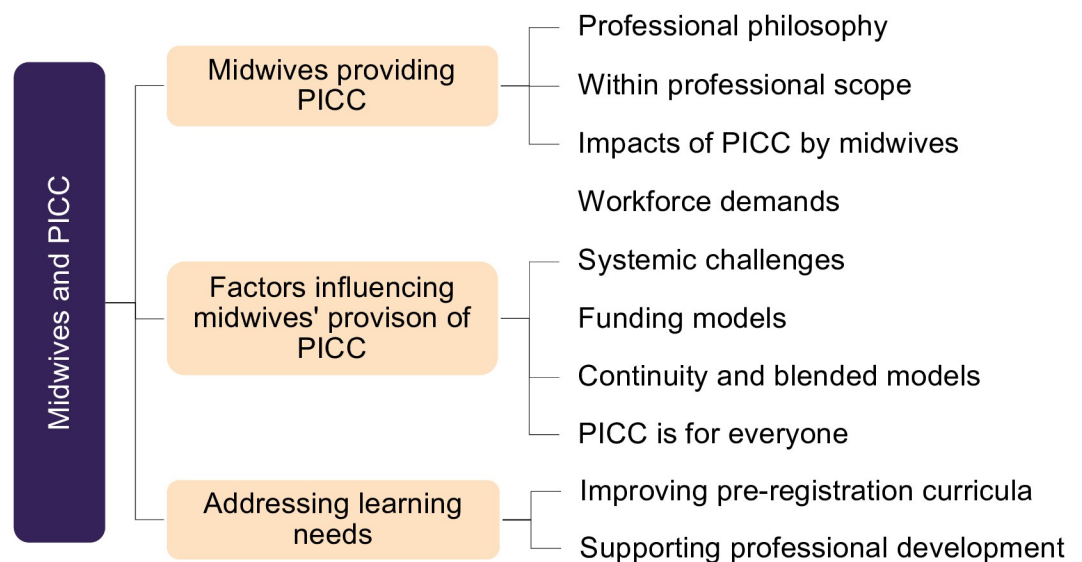 Midwives and PICC
Midwives providing
PICC
Professional philosophy
Within professional scope
Impacts of PICC by midwives
Workforce demands
Factors influencing
midwives' provison of
PICC
Systemic challenges
Funding models
Continuity and blended models
PICC is for everyone
Addressing learning
needs
Improving pre-registration curricula
Supporting professional development